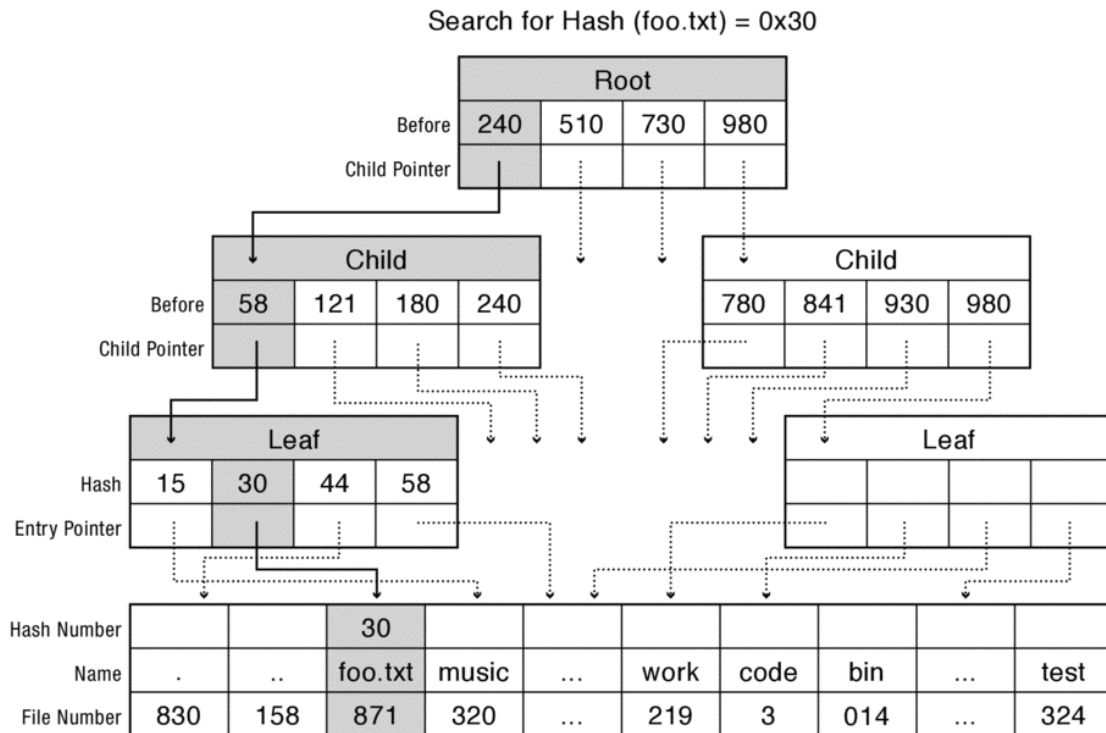 Search for Hash (foo.txt) = 0x30
Root
Before 240 510 730 980
Child Pointer
Child Child
Before 58 121 180 240 780 841 930 980
Child Pointer
Leaf Leaf
Hash 15 30 44 58
Entry Pointer
Hash Number 30
Name . .. foo.txt music ... work code bin ... test
File Number 830 158 871 320 ... 219 3 014 ... 324